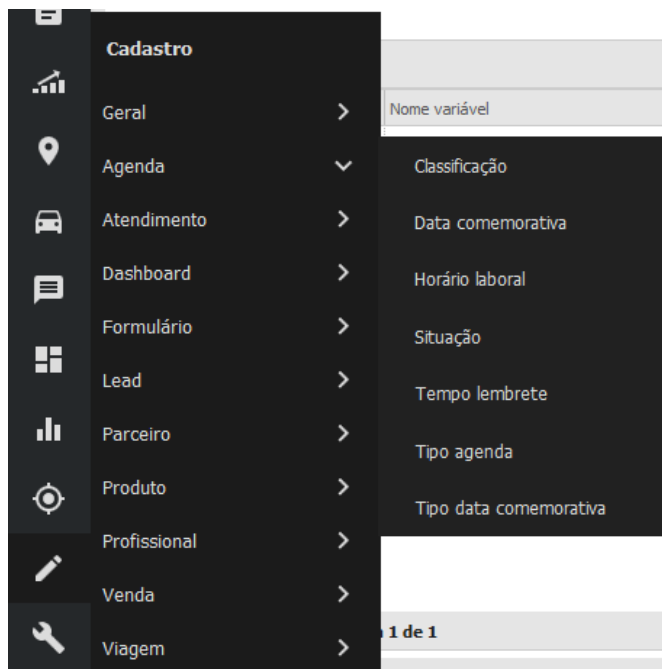 Cadastro
Geral
Agenda
Atendimento
Dashboard
Formulário
Lead
Parceiro
Produto
Profissional
Venda
Viagem
Nome variável
Classificação
Data comemorativa
Horário laboral
Situação
Tempo lembrete
Tipo agenda
Tipo data comemorativa
1 de 1